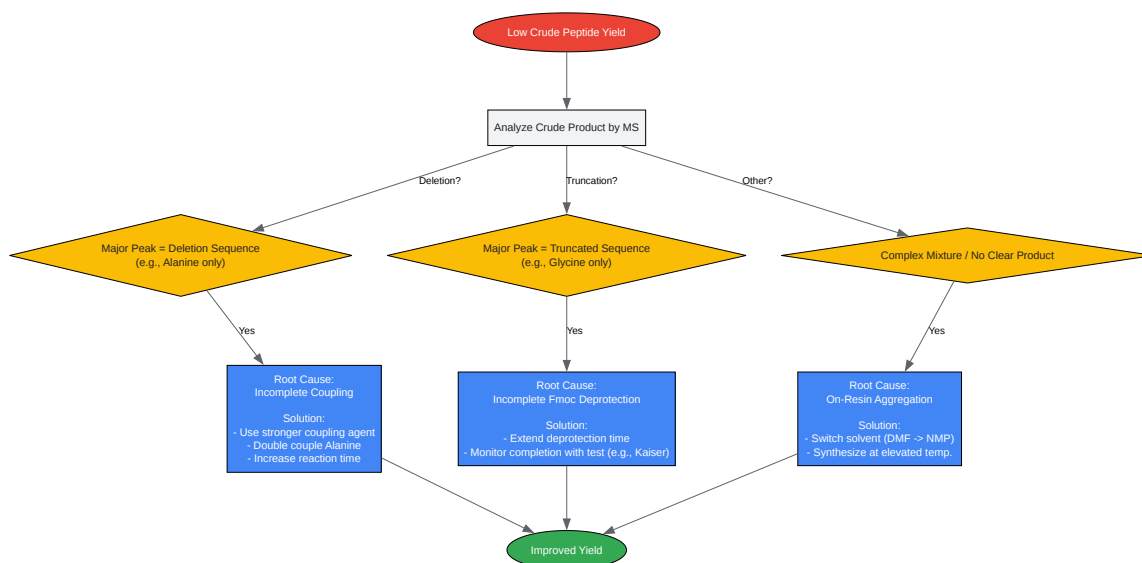 Low Crude Peptide Yield
Analyze Crude Product by MS
Deletion?
Truncation?
Other?
Major Peak = Deletion Sequence
(e.g., Alanine only)
Major Peak = Truncated Sequence
(e.g., Glycine only)
Complex Mixture / No Clear Product
Yes
Yes
Yes
Root Cause:
Incomplete Coupling
Solution:
- Use stronger coupling agent
- Double couple Alanine
- Increase reaction time
Root Cause:
Incomplete Fmoc Deprotection
Solution:
- Extend deprotection time
- Monitor completion with test (e.g., Kaiser)
Root Cause:
On-Resin Aggregation
Solution:
- Switch solvent (DMF -> NMP)
- Synthesize at elevated temp.
Improved Yield